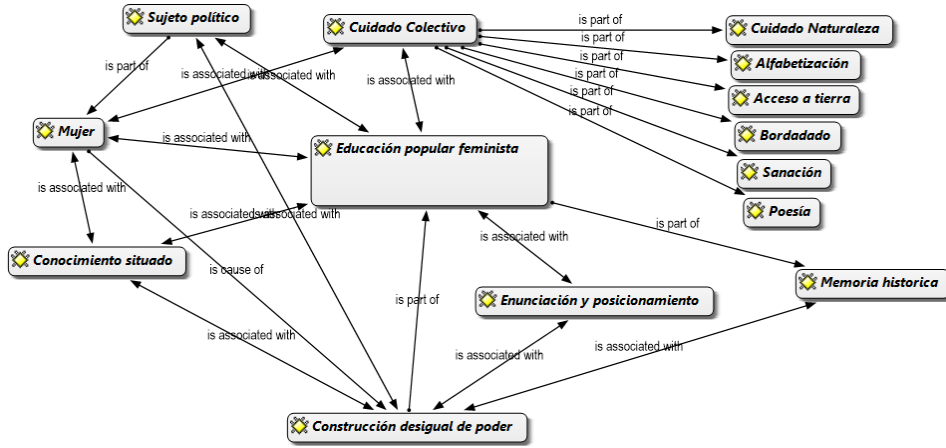 Sujeto político
Cuidado Colectivo
is part of
Cuidado Naturaleza
is part of
Alfabetización
is part of
is associated with
is associated with
is associated with
is part of
Acceso a tierra
is part of
Bordadado
is part of
Mujer
is associated with
Educación popular feminista
Sanación
is associated with
Poesía
is associated with
is associated with
is part of
is associated with
Conocimiento situado
is cause of
Memoria historica
is part of
Enunciación y posicionamiento
is associated with
is associated with
is associated with
Construcción desigual de poder